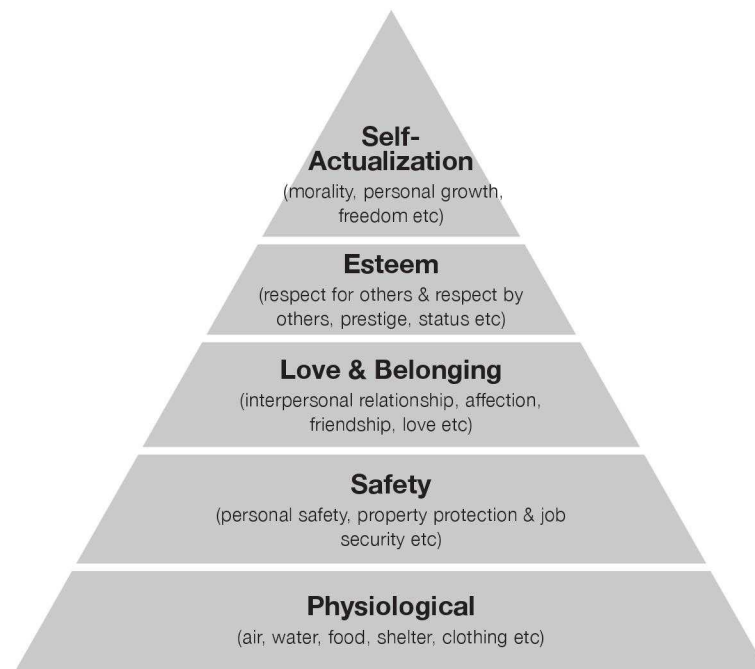 Self-
Actualization
(morality, personal growth,
freedom etc)
Esteem
(respect for others & respect by
others, prestige, status etc)
Love & Belonging
(interpersonal relationship, affection,
friendship, love etc)
Safety
(personal safety, property protection & job
security etc)
Physiological
(air, water, food, shelter, clothing etc)